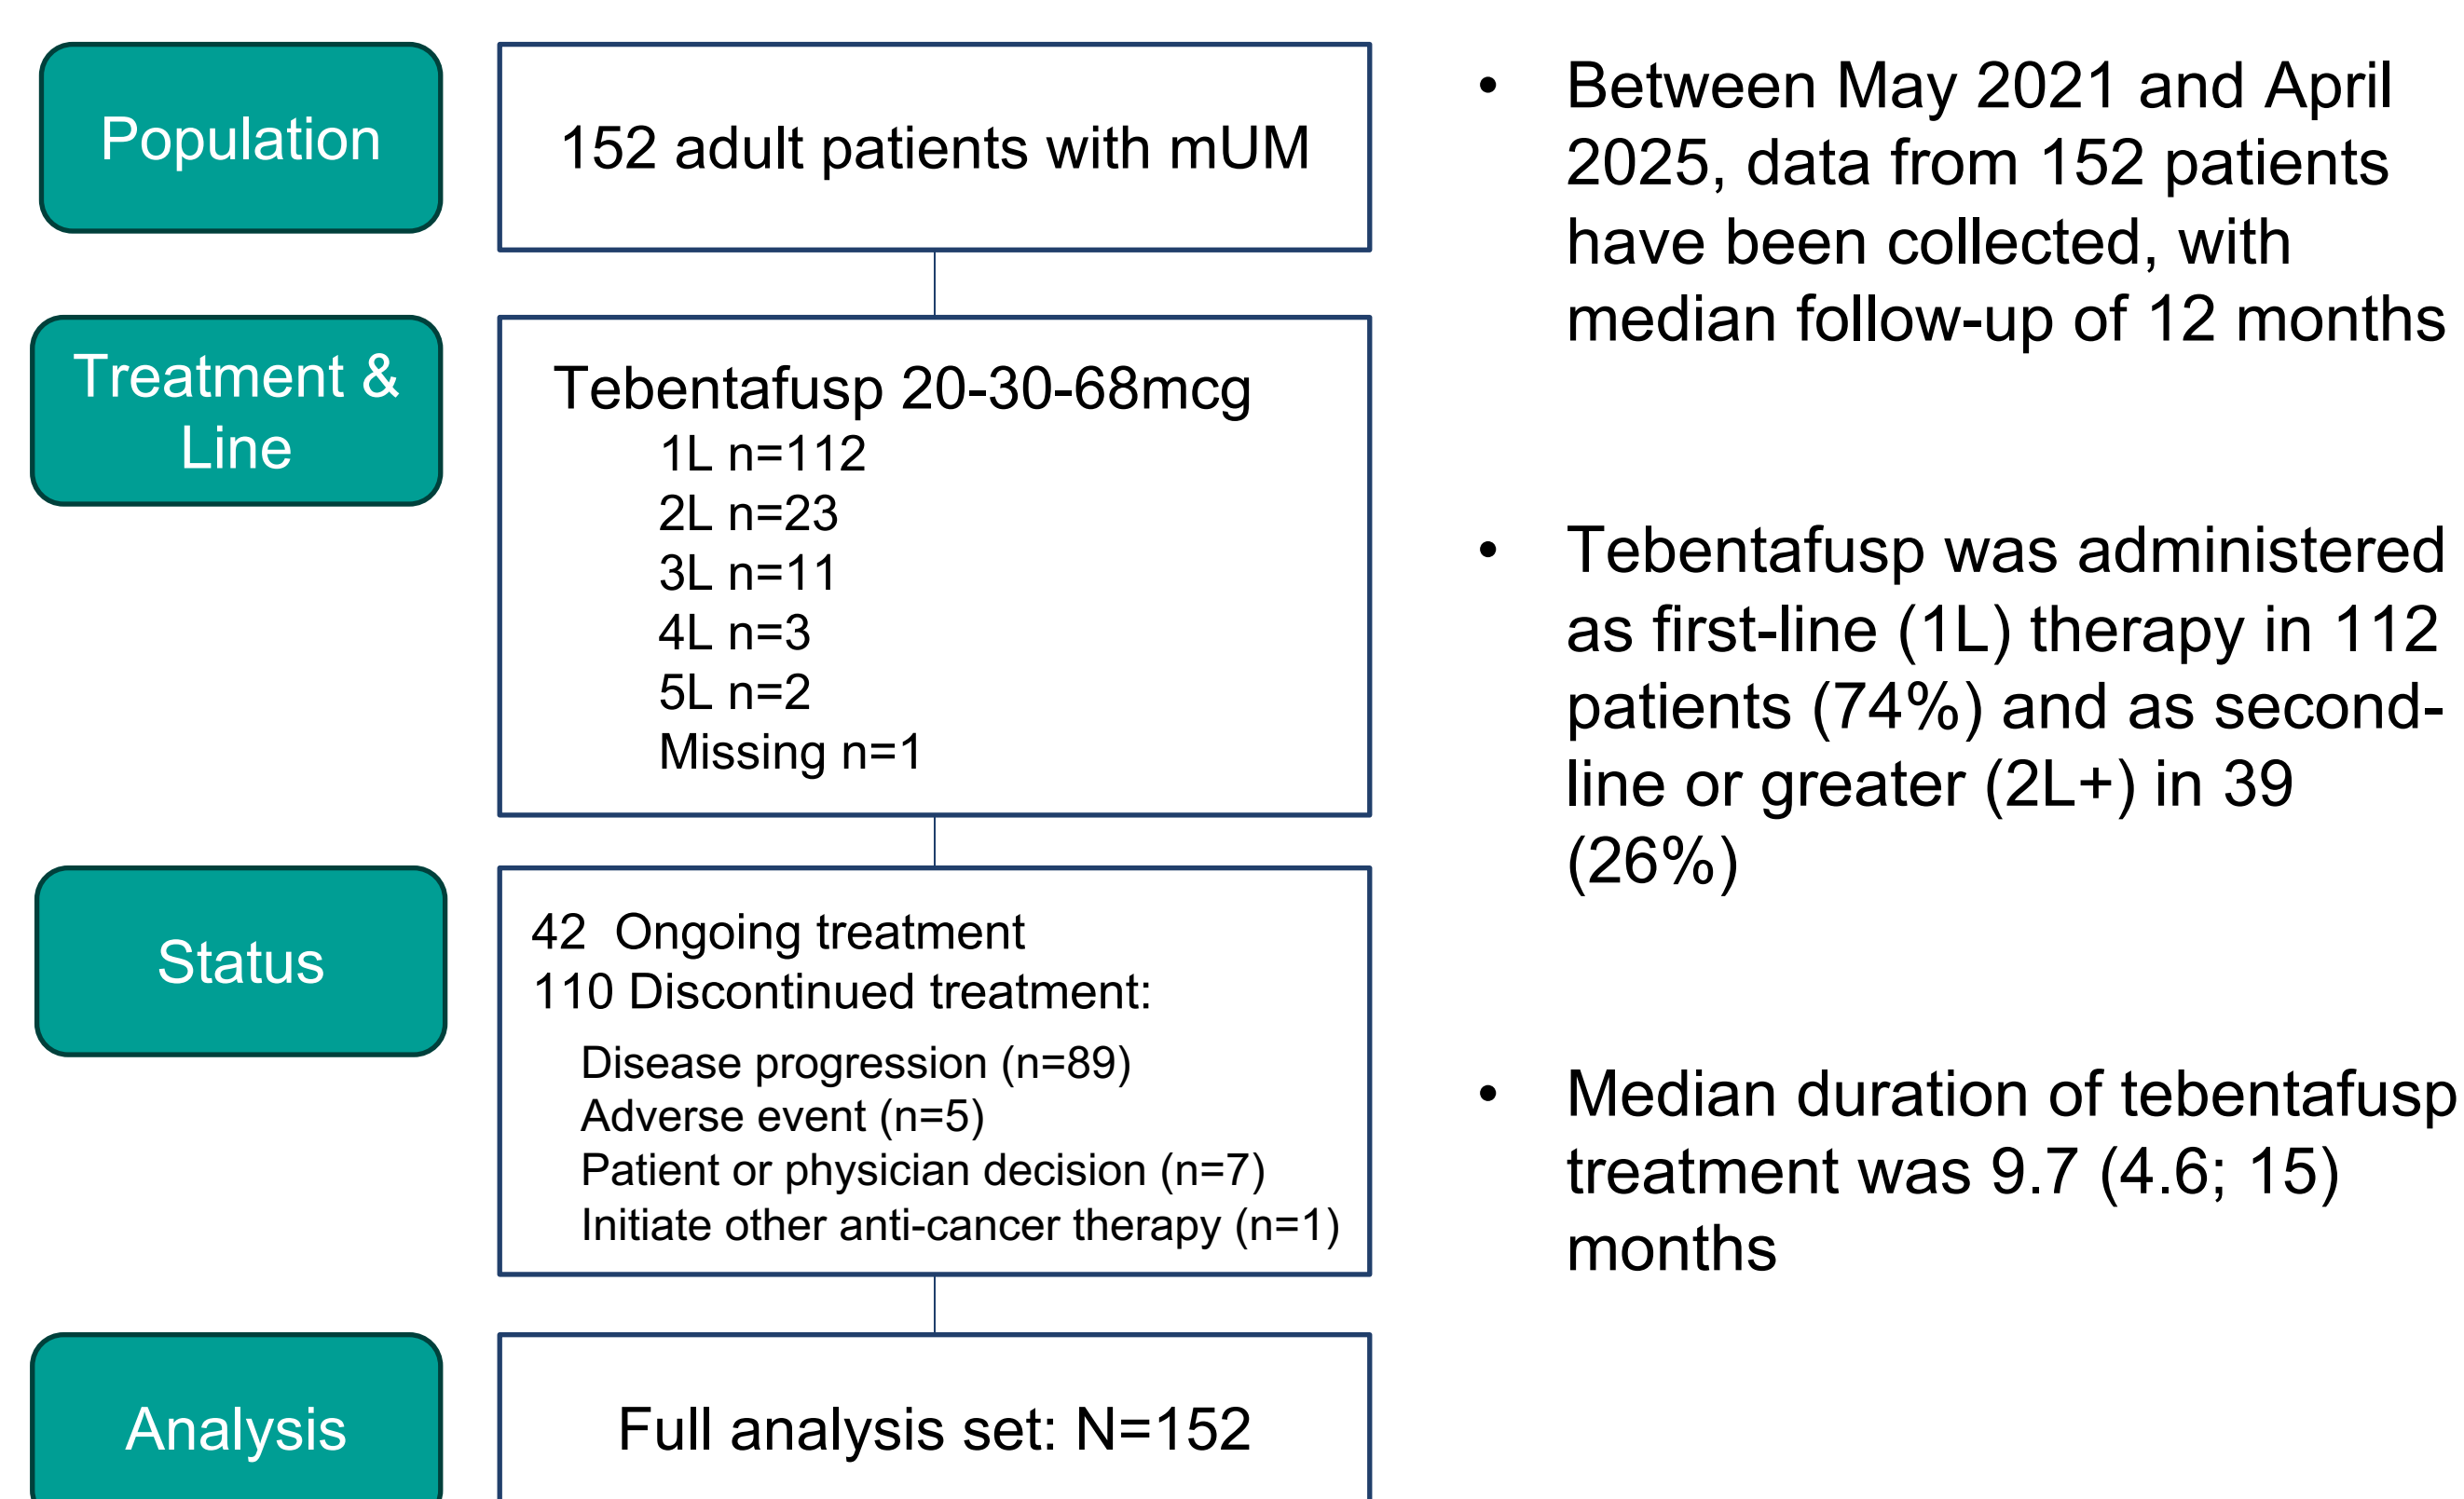 Population
152 adult patients with mUM
Treatment &
Line
Tebentafusp 20-30-68mcg
1L n=112
2L n=23
3L n=11
4L n=3
5L n=2
Missing n=1
Status
42 Ongoing treatment
110 Discontinued treatment:
Disease progression (n=89)
Adverse event (n=5)
Patient or physician decision (n=7)
Initiate other anti-cancer therapy (n=1)
Analysis
Full analysis set: N=152
• Between May 2021 and April
2025, data from 152 patients
have been collected, with
median follow-up of 12 months
• Tebentafusp was administered
as first-line (1L) therapy in 112
patients (74%) and as second-
line or greater (2L+) in 39
(26%)
• Median duration of tebentafusp
treatment was 9.7 (4.6; 15)
months